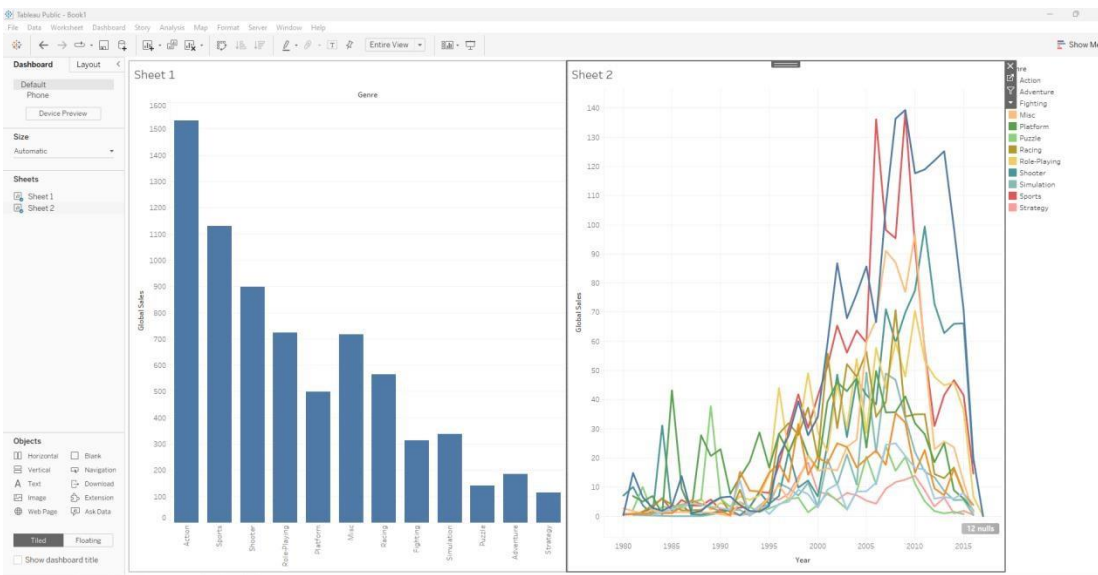 Tableau Public - Book1
File Data Worksheet Dashboard Story Analysis Map Format Server Window Help
Entire View
Show Me
Dashboard Layout
Default
Phone
Device Preview
Size
Automatic
Sheets
Sheet 1
Sheet 2
Objects
Horizontal Blank
Vertical Navigation
A Text Download
Image Extension
Web Page Ask Data
Tiled Floating
Show dashboard title
Sheet 1
Genre
1600
1500
1400
1300
1200
1100
1000
900
800
700
600
500
400
300
200
100
0
Global Sales
Action
Sports
Shooter
Role-Playing
Platform
Misc
Racing
Fighting
Simulation
Puzzle
Adventure
Strategy
Sheet 2
140
130
120
110
100
90
80
70
60
50
40
30
20
10
0
Global Sales
12 nulls
1980 1985 1990 1995 2000 2005 2010 2015
Year
nre
Action
Adventure
Fighting
Misc
Platform
Puzzle
Racing
Role-Playing
Shooter
Simulation
Sports
Strategy